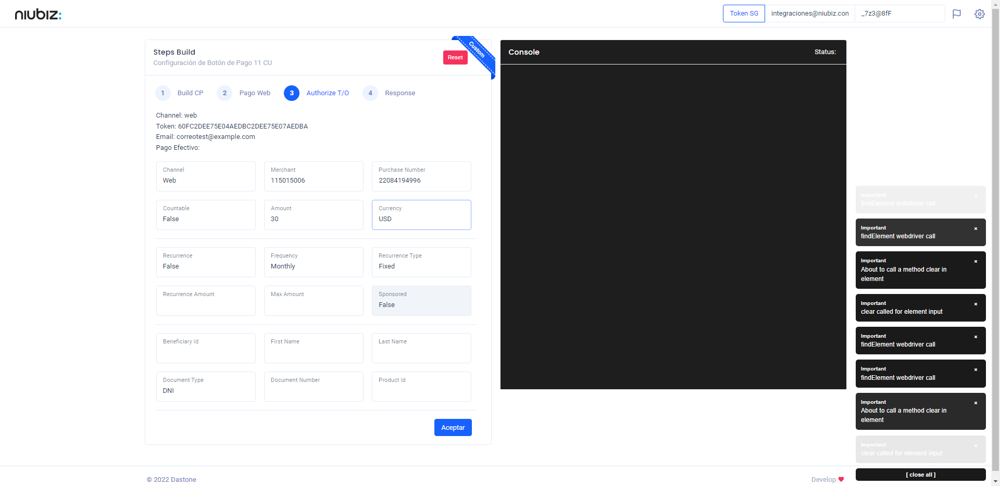 niubiz:
Token SG
integraciones@niubiz.con
_7z3@8fF
Steps Build
Configuración de Botón de Pago 11 CU
Reset
Custom
1 Build CP
2 Pago Web
3 Authorize T/O
4 Response
Channel: web
Token: 60FC2DEE75E04AEDBC2DEE75E07AEDBA
Email: correotest@example.com
Pago Efectivo:
Channel
Web
Merchant
115015006
Purchase Number
22084194996
Countable
False
Amount
30
Currency
USD
Recurrence
False
Frequency
Monthly
Recurrence Type
Fixed
Recurrence Amount
Max Amount
Sponsored
False
Beneficiary Id
First Name
Last Name
Document Type
DNI
Document Number
Product Id
Aceptar
Console
Status:
Important
findElement webdriver call
Important
findElement webdriver call
Important
About to call a method clear in
element
Important
clear called for element input
Important
findElement webdriver call
Important
findElement webdriver call
Important
About to call a method clear in
element
Important
clear called for element input
[ close all ]
© 2022 Dastone
Develop